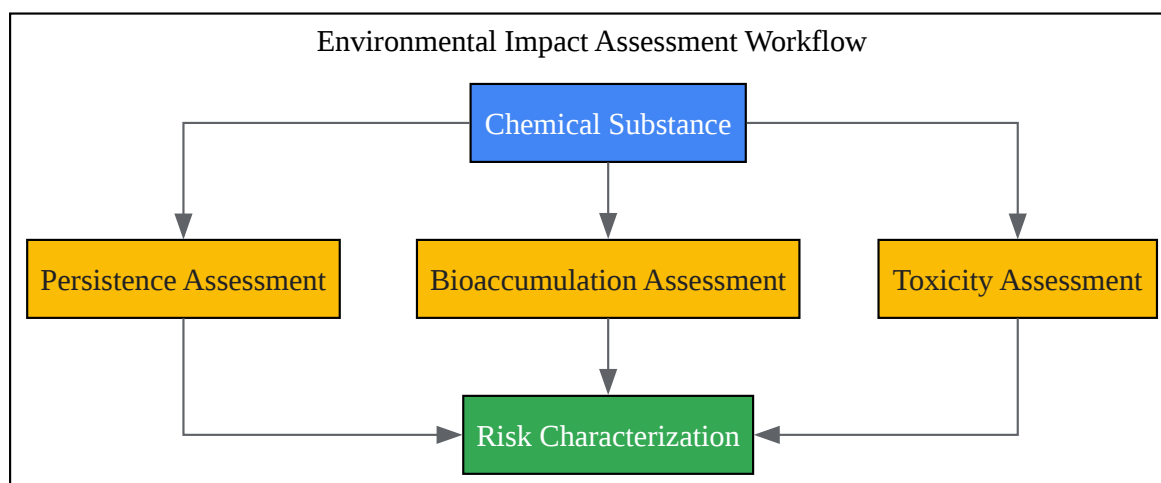 Environmental Impact Assessment Workflow
Chemical Substance
Persistence Assessment
Bioaccumulation Assessment
Toxicity Assessment
Risk Characterization